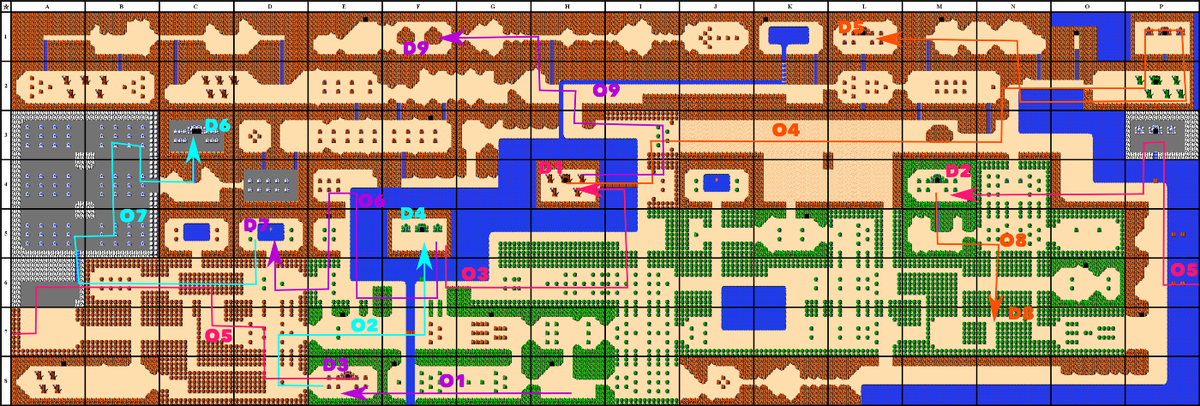 A B C D E F G H I J K L M N O P
1
D9
D5
2
O9
3
D6
O4
4
D1
D2
O7
O6
5
D7
D4
O8
6
O3
O5
7
O5
O2
D8
8
D3
O1